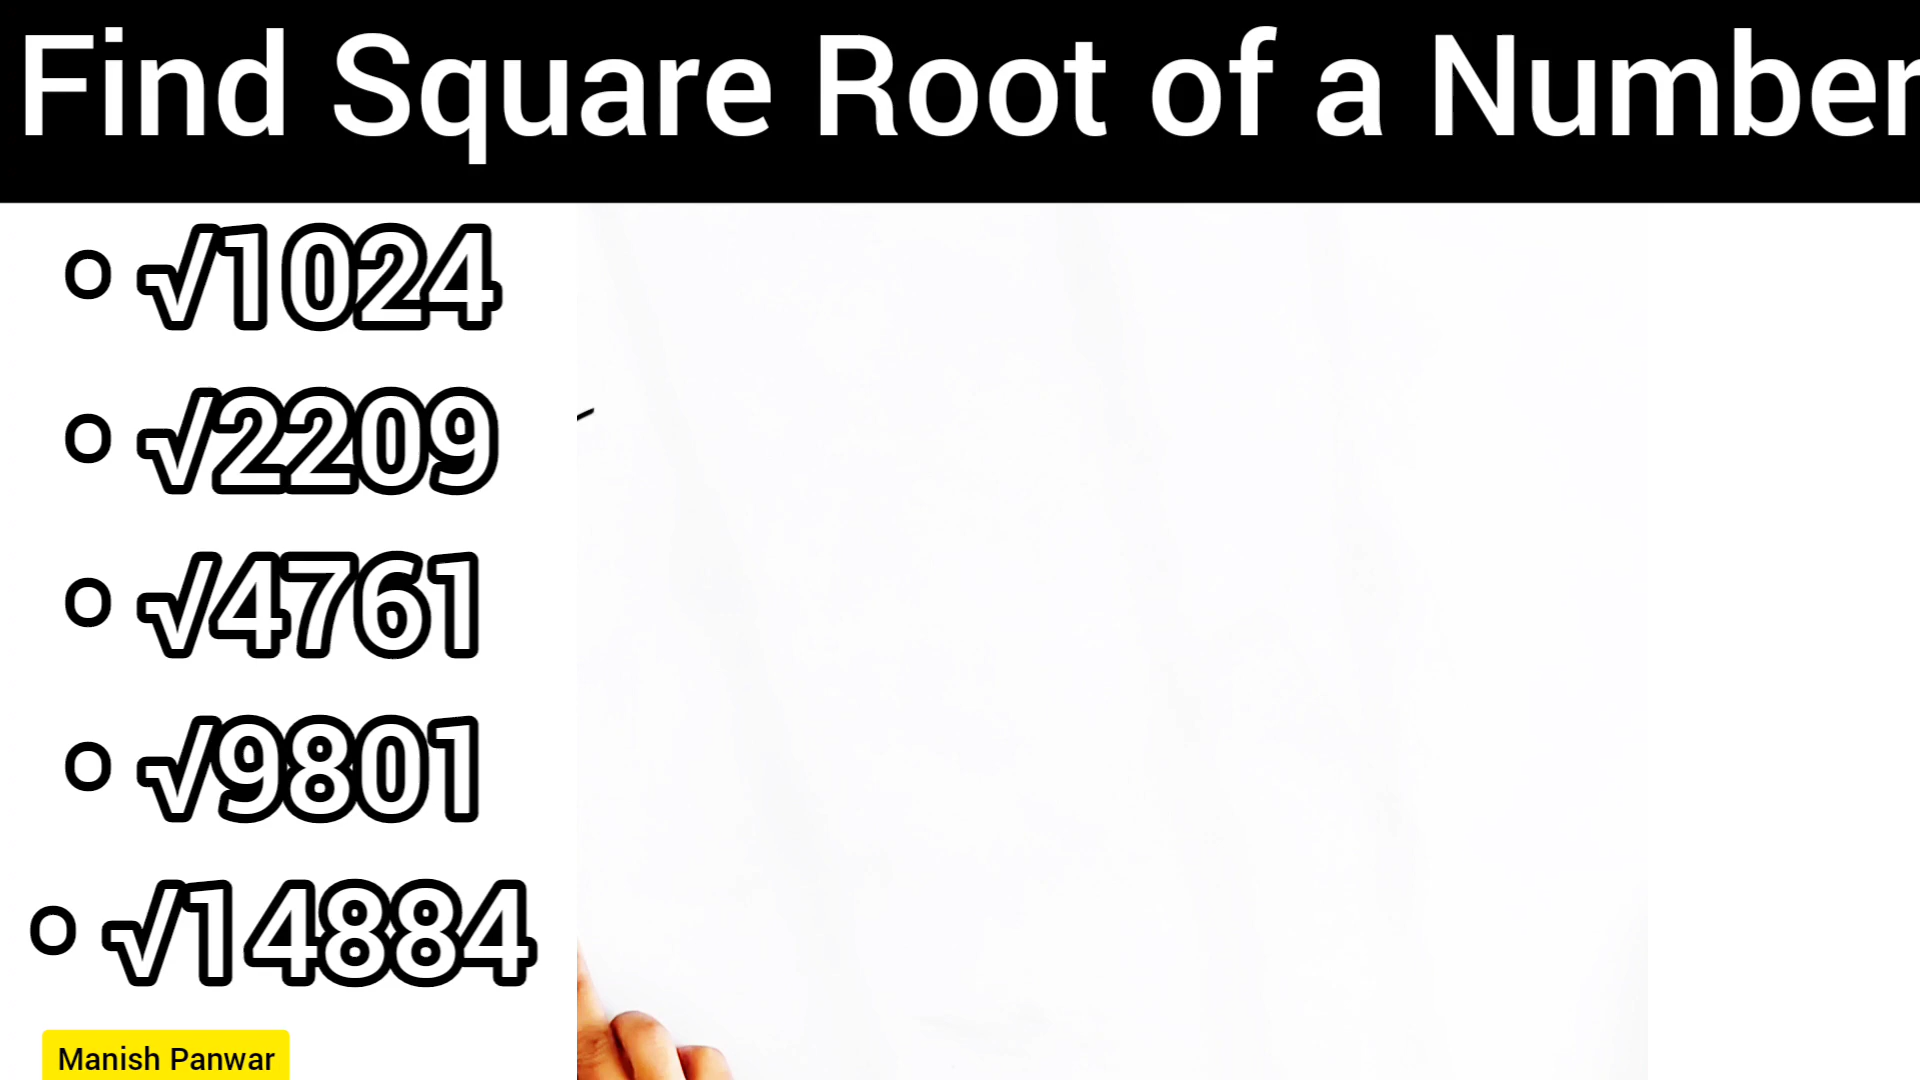 Find Square Root of a Number
○ √1024
○ √2209
○ √4761
○ √9801
○ √14884
Manish Panwar